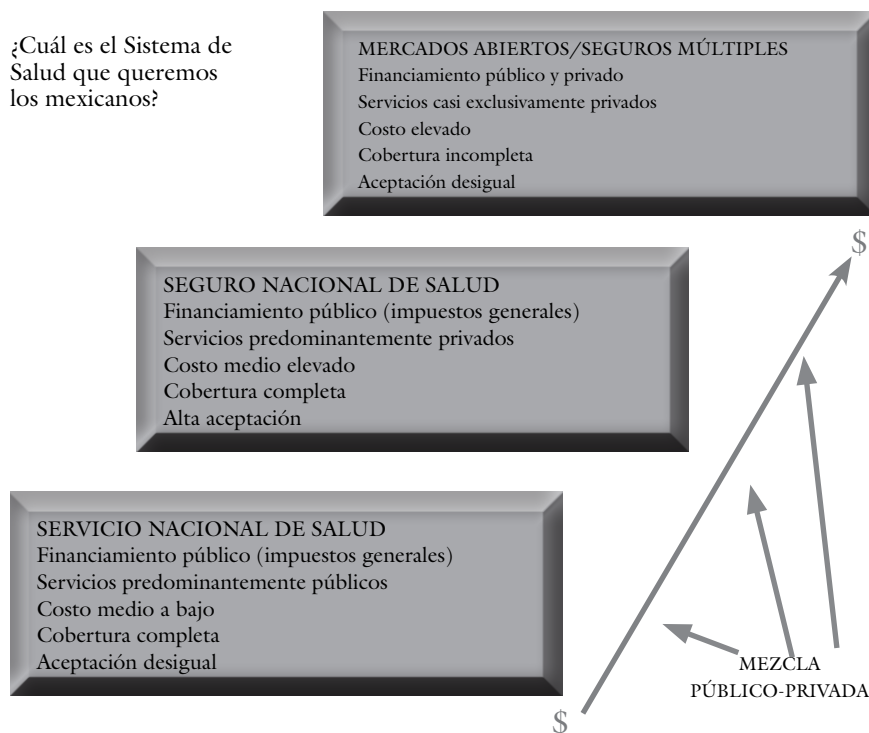 ¿Cuál es el Sistema de
Salud que queremos
los mexicanos?
MERCADOS ABIERTOS/SEGUROS MÚLTIPLES
Financiamiento público y privado
Servicios casi exclusivamente privados
Costo elevado
Cobertura incompleta
Aceptación desigual
$
SEGURO NACIONAL DE SALUD
Financiamiento público (impuestos generales)
Servicios predominantemente privados
Costo medio elevado
Cobertura completa
Alta aceptación
SERVICIO NACIONAL DE SALUD
Financiamiento público (impuestos generales)
Servicios predominantemente públicos
Costo medio a bajo
Cobertura completa
Aceptación desigual
MEZCLA
PÚBLICO-PRIVADA
$